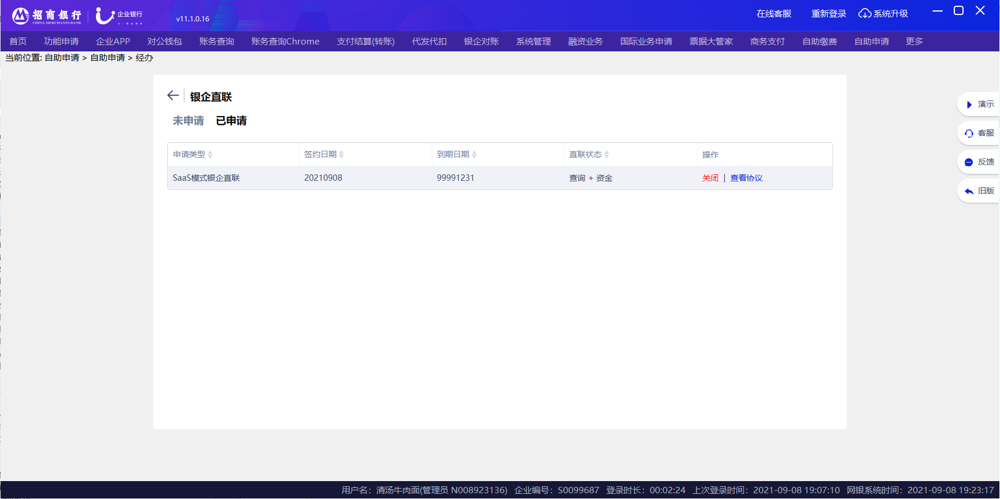 招商银行 企业银行 v11.1.0.16 在线客服 重新登录 系统升级
CHINA MERCHANTS BANK U-BANK
首页 功能申请 企业APP 对公钱包 账务查询 账务查询Chrome 支付结算(转账) 代发代扣 银企对账 系统管理 融资业务 国际业务申请 票据大管家 商务支付 自助缴费 自助申请 更多
当前位置: 自助申请 > 自助申请 > 经办
银企直联
未申请 已申请
申请类型 签约日期 到期日期 直联状态 操作
SaaS模式银企直联 20210908 99991231 查询 + 资金 关闭 | 查看协议
演示
客服
反馈
旧版
用户名：清汤牛肉面(管理员 N008923136) 企业编号：S0099687 登录时长：00:02:24 上次登录时间：2021-09-08 19:07:10 网银系统时间：2021-09-08 19:23:17